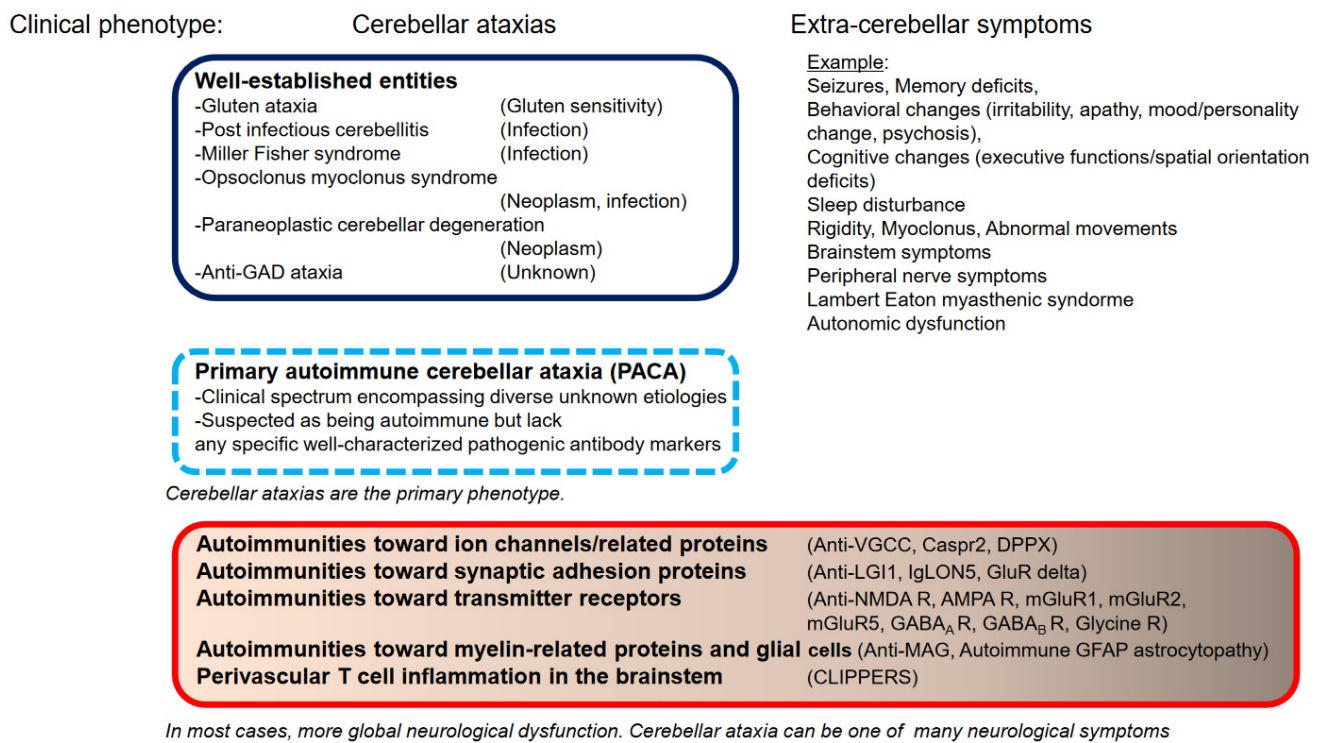 Clinical phenotype: Cerebellar ataxias Extra-cerebellar symptoms
Well-established entities
-Gluten ataxia (Gluten sensitivity)
-Post infectious cerebellitis (Infection)
-Miller Fisher syndrome (Infection)
-Opsoclonus myoclonus syndrome
(Neoplasm, infection)
-Paraneoplastic cerebellar degeneration
(Neoplasm)
-Anti-GAD ataxia (Unknown)
Example:
Seizures, Memory deficits,
Behavioral changes (irritability, apathy, mood/personality
change, psychosis),
Cognitive changes (executive functions/spatial orientation
deficits)
Sleep disturbance
Rigidity, Myoclonus, Abnormal movements
Brainstem symptoms
Peripheral nerve symptoms
Lambert Eaton myasthenic syndorme
Autonomic dysfunction
Primary autoimmune cerebellar ataxia (PACA)
-Clinical spectrum encompassing diverse unknown etiologies
-Suspected as being autoimmune but lack
any specific well-characterized pathogenic antibody markers
Cerebellar ataxias are the primary phenotype.
Autoimmunities toward ion channels/related proteins (Anti-VGCC, Caspr2, DPPX)
Autoimmunities toward synaptic adhesion proteins (Anti-LGI1, IgLON5, GluR delta)
Autoimmunities toward transmitter receptors (Anti-NMDA R, AMPA R, mGluR1, mGluR2,
mGluR5, GABAA R, GABAB R, Glycine R)
Autoimmunities toward myelin-related proteins and glial cells (Anti-MAG, Autoimmune GFAP astrocytopathy)
Perivascular T cell inflammation in the brainstem (CLIPPERS)
In most cases, more global neurological dysfunction. Cerebellar ataxia can be one of many neurological symptoms